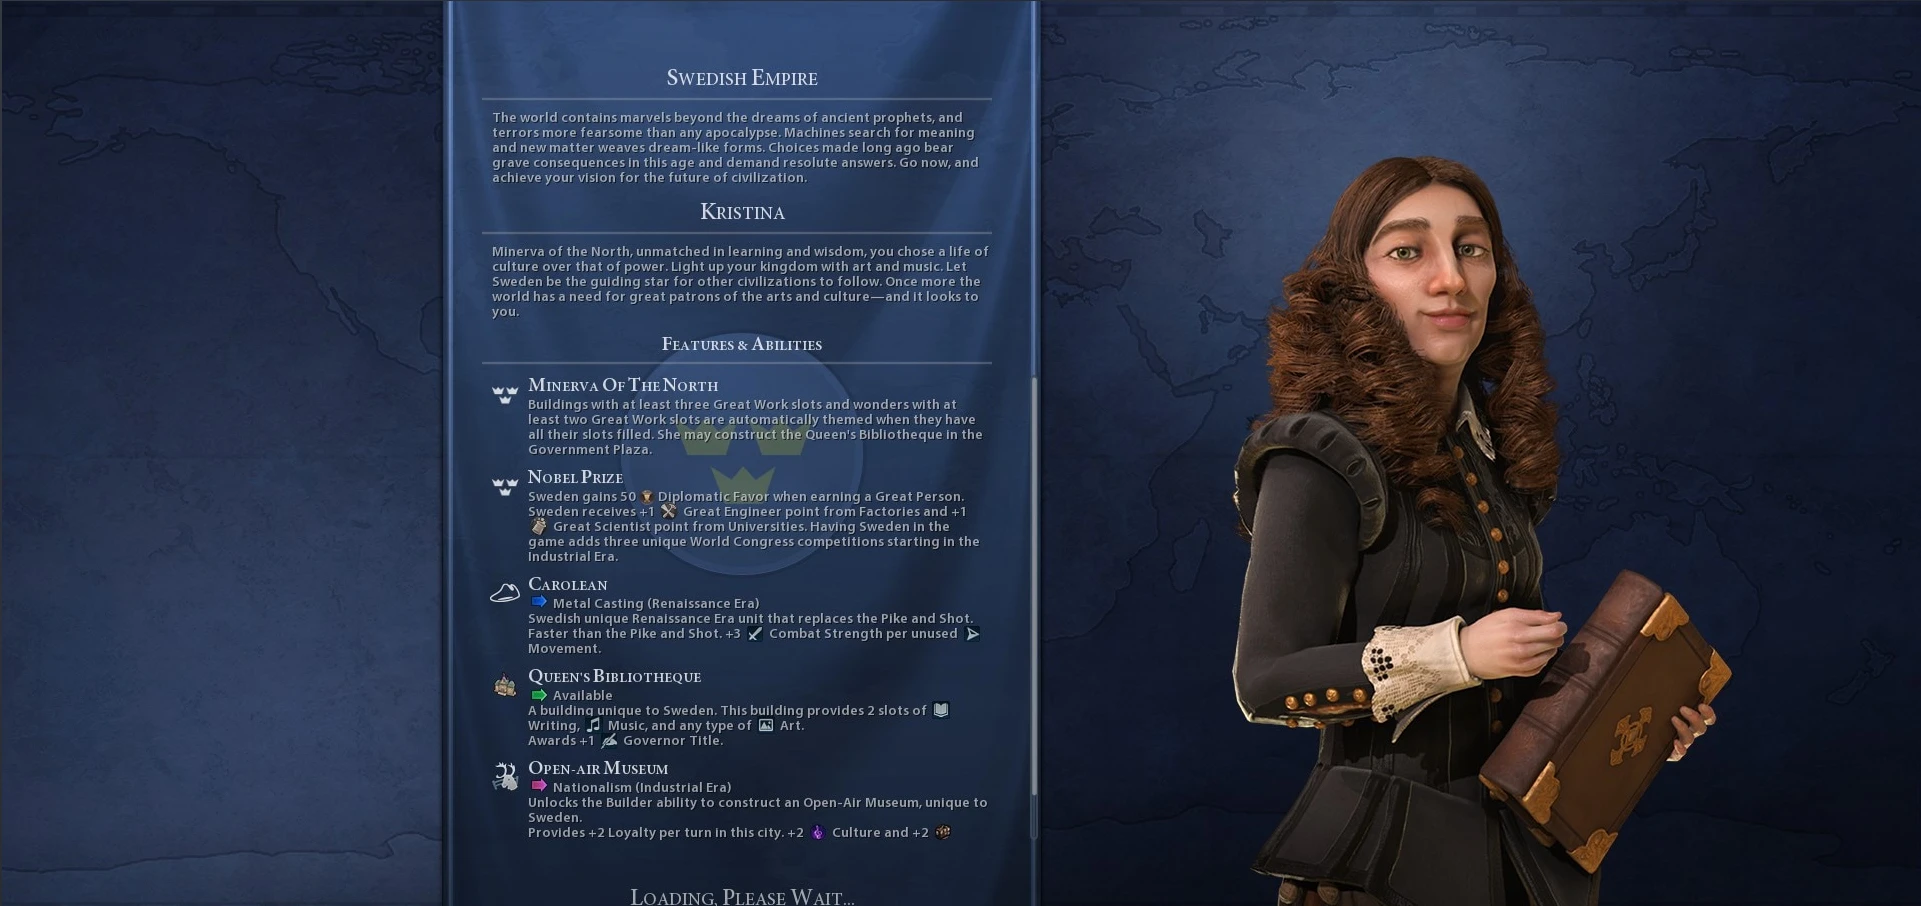 Swedish Empire
The world contains marvels beyond the dreams of ancient prophets, and
terrors more fearsome than any apocalypse. Machines search for meaning
and new matter weaves dream-like forms. Choices made long ago bear
grave consequences in this age and demand resolute answers. Go now, and
achieve your vision for the future of civilization.
Kristina
Minerva of the North, unmatched in learning and wisdom, you chose a life of
culture over that of power. Light up your kingdom with art and music. Let
Sweden be the guiding star for other civilizations to follow. Once more the
world has a need for great patrons of the arts and culture—and it looks to
you.
Features & Abilities
Minerva Of The North
Buildings with at least three Great Work slots and wonders with at
least two Great Work slots are automatically themed when they have
all their slots filled. She may construct the Queen's Bibliotheque in the
Government Plaza.
Nobel Prize
Sweden gains 50 Diplomatic Favor when earning a Great Person.
Sweden receives +1 Great Engineer point from Factories and +1
Great Scientist point from Universities. Having Sweden in the
game adds three unique World Congress competitions starting in the
Industrial Era.
Carolean
Metal Casting (Renaissance Era)
Swedish unique Renaissance Era unit that replaces the Pike and Shot.
Faster than the Pike and Shot. +3 Combat Strength per unused
Movement.
Queen's Bibliotheque
Available
A building unique to Sweden. This building provides 2 slots of
Writing, Music, and any type of Art.
Awards +1 Governor Title.
Open-air Museum
Nationalism (Industrial Era)
Unlocks the Builder ability to construct an Open-Air Museum, unique to
Sweden.
Provides +2 Loyalty per turn in this city. +2 Culture and +2
Loading, Please Wait...